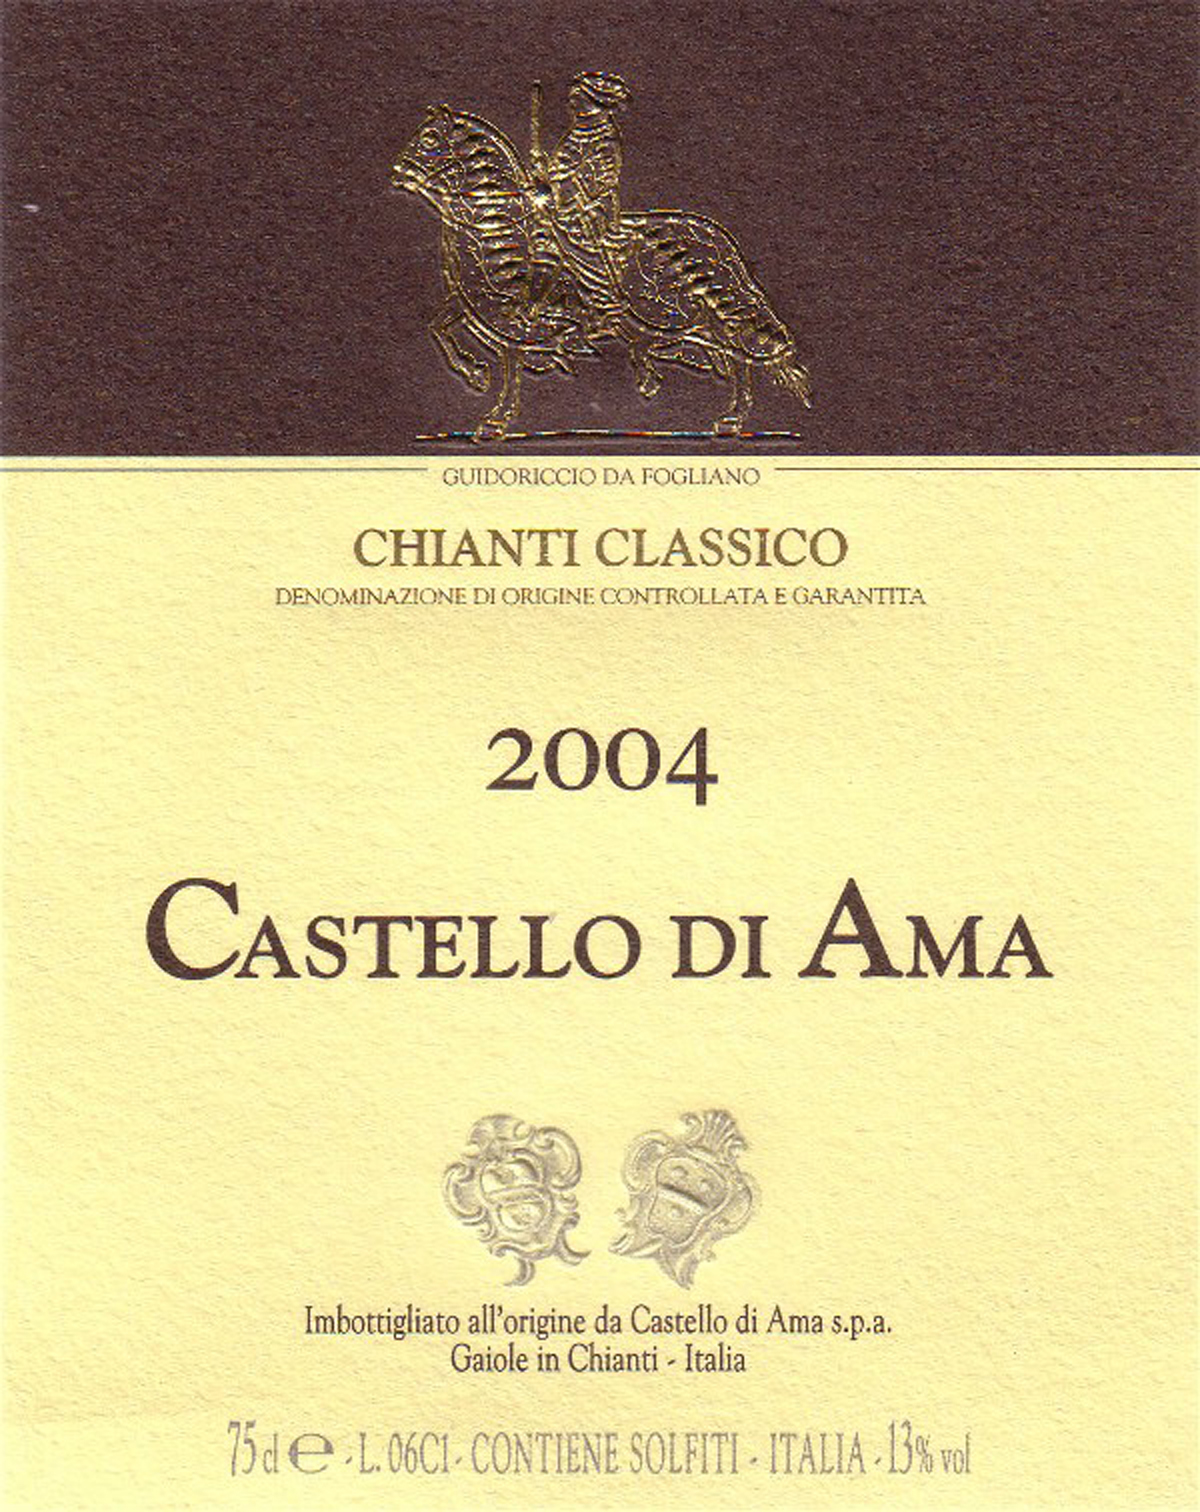 GUIDORICCIO DA FOGLIANO
CHIANTI CLASSICO
DENOMINAZIONE DI ORIGINE CONTROLLATA E GARANTITA
2004
CASTELLO DI AMA
Imbottigliato all'origine da Castello di Ama s.p.a.
Gaiole in Chianti - Italia
75 cl e - L. 06C1 - CONTIENE SOLFITI - ITALIA - 13% vol